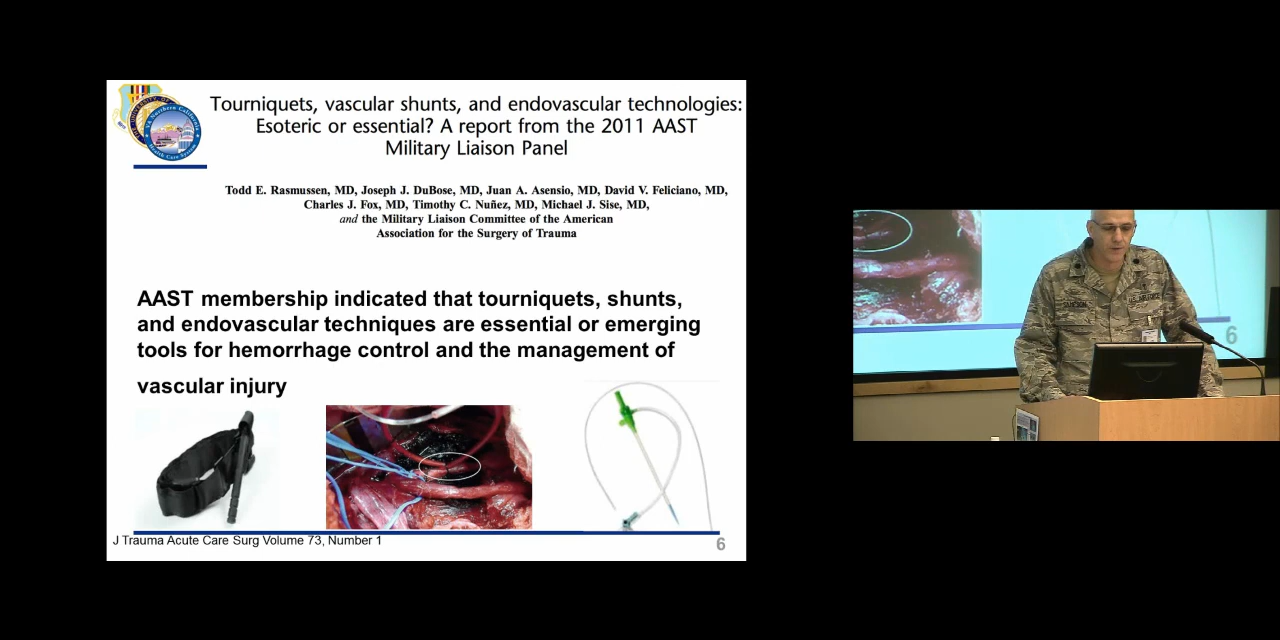 Tourniquets, vascular shunts, and endovascular technologies:
Esoteric or essential? A report from the 2011 AAST
Military Liaison Panel
Todd E. Rasmussen, MD, Joseph J. DuBose, MD, Juan A. Asensio, MD, David V. Feliciano, MD,
Charles J. Fox, MD, Timothy C. Nuñez, MD, Michael J. Sise, MD,
and the Military Liaison Committee of the American
Association for the Surgery of Trauma
AAST membership indicated that tourniquets, shunts,
and endovascular techniques are essential or emerging
tools for hemorrhage control and the management of
vascular injury
J Trauma Acute Care Surg Volume 73, Number 1
6
6
U.S. AIR FORCE